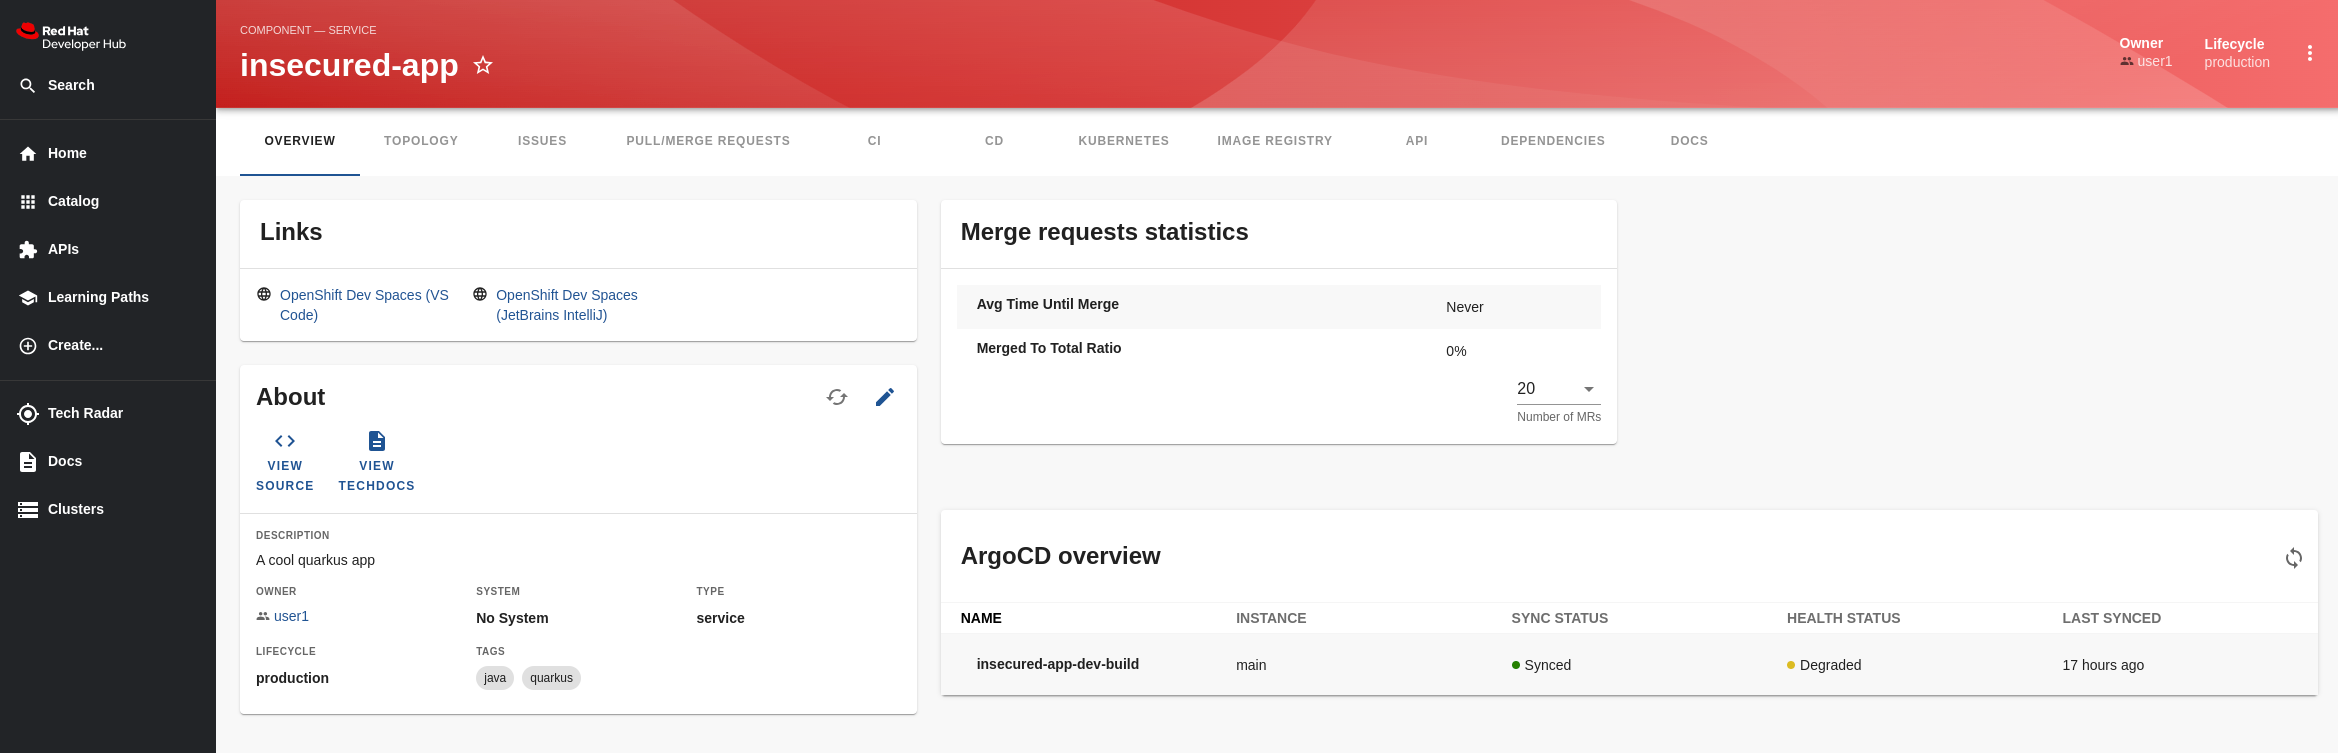 Red Hat
Developer Hub
Search
Home
Catalog
APIs
Learning Paths
Create...
Tech Radar
Docs
Clusters
COMPONENT — SERVICE
insecured-app
Owner
user1
Lifecycle
production
OVERVIEW TOPOLOGY ISSUES PULL/MERGE REQUESTS CI CD KUBERNETES IMAGE REGISTRY API DEPENDENCIES DOCS
Links
OpenShift Dev Spaces (VS
Code)
OpenShift Dev Spaces
(JetBrains IntelliJ)
About
VIEW
SOURCE
VIEW
TECHDOCS
DESCRIPTION
A cool quarkus app
OWNER SYSTEM TYPE
user1 No System service
LIFECYCLE TAGS
production java quarkus
Merge requests statistics
Avg Time Until Merge Never
Merged To Total Ratio 0%
20
Number of MRs
ArgoCD overview
NAME INSTANCE SYNC STATUS HEALTH STATUS LAST SYNCED
insecured-app-dev-build main Synced Degraded 17 hours ago